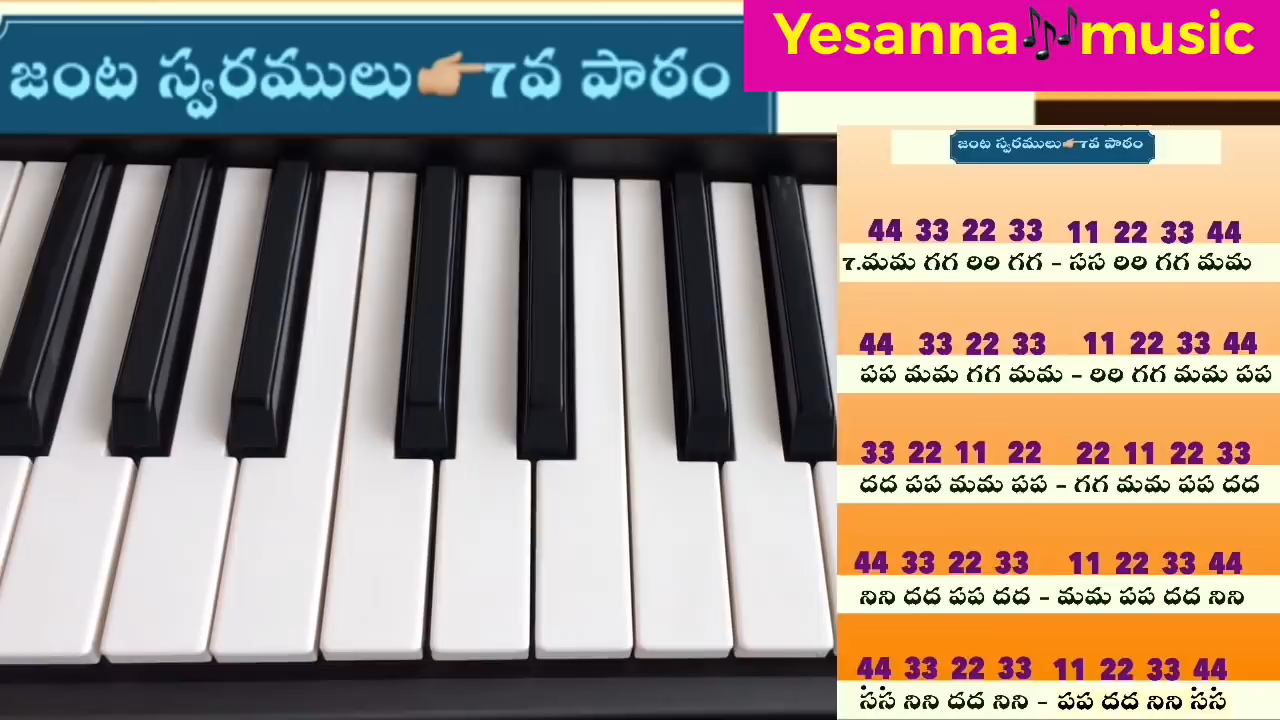 Yesanna🎶music
జంట స్వరములు👉7వ పాఠం
జంట స్వరములు👉7వ పాఠం
44 33 22 33 11 22 33 44
7.మమ గగ రిరి గగ - సస రిరి గగ మమ
44 33 22 33 11 22 33 44
పప మమ గగ మమ - రిరి గగ మమ పప
33 22 11 22 22 11 22 33
దద పప మమ పప - గగ మమ పప దద
44 33 22 33 11 22 33 44
నిని దద పప దద - మమ పప దద నిని
44 33 22 33 11 22 33 44
స̇స̇ నిని దద నిని - పప దద నిని స̇స̇